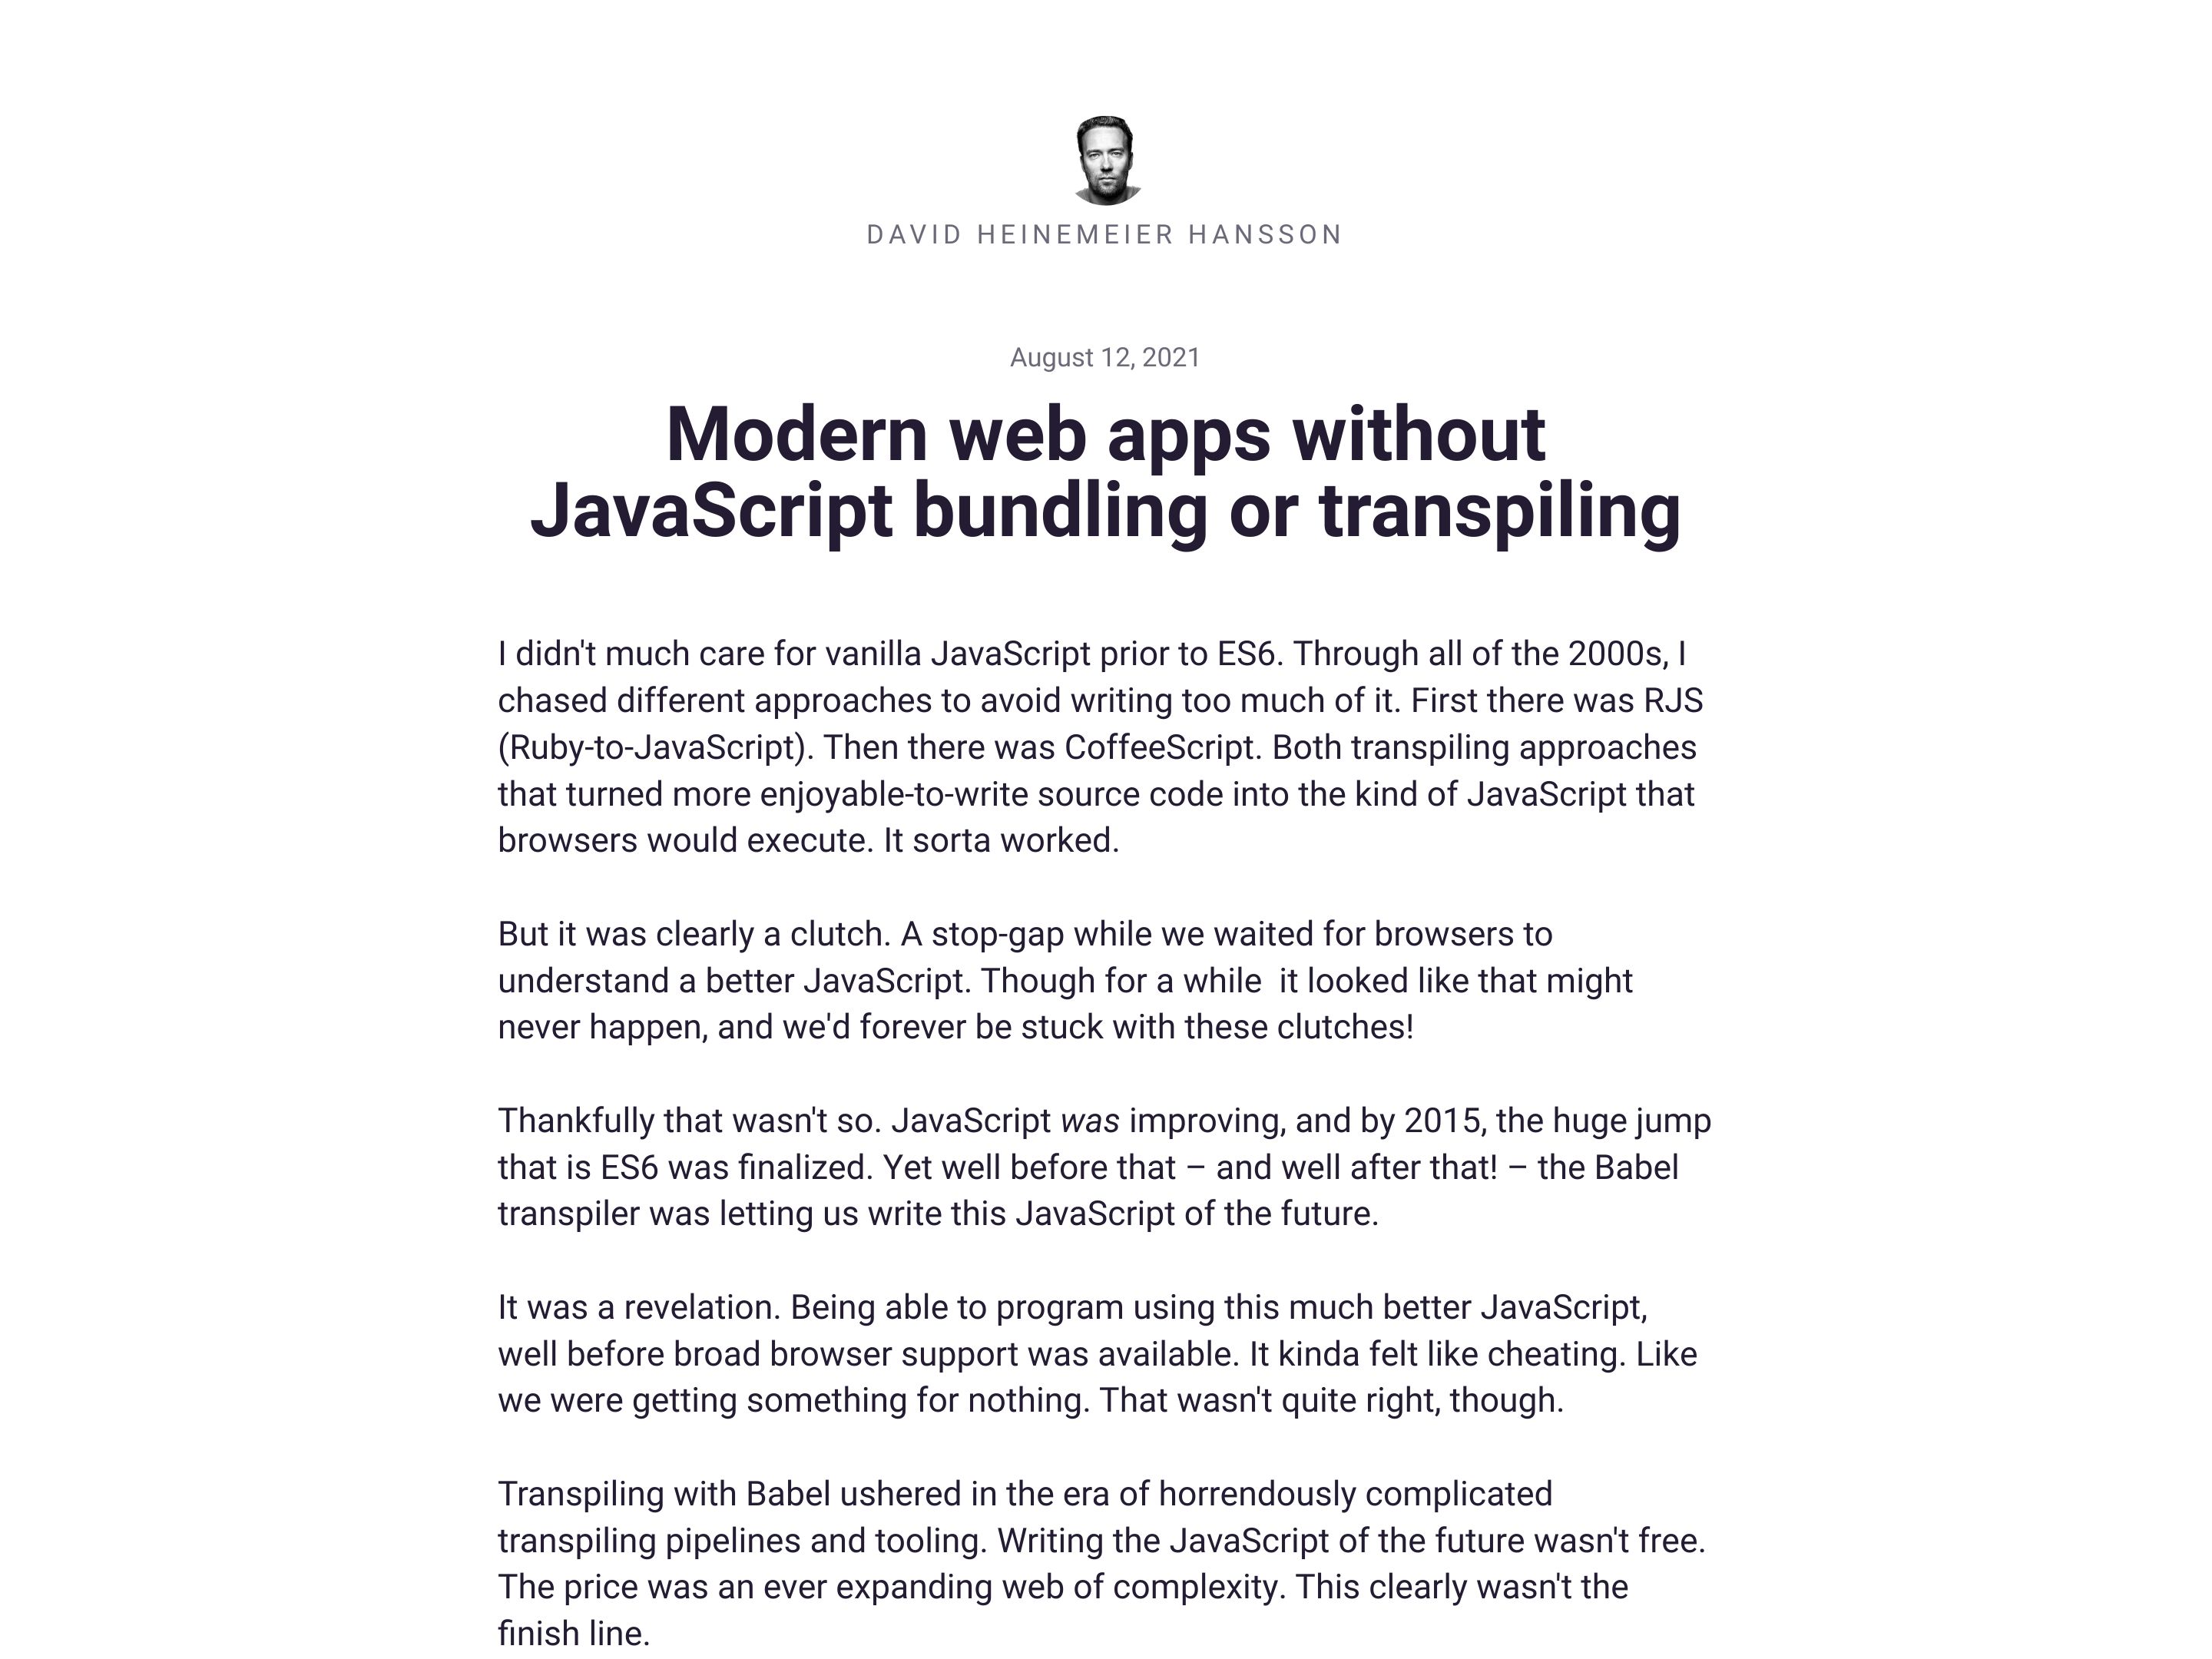 DAVID HEINEMEIER HANSSON
August 12, 2021
Modern web apps without
JavaScript bundling or transpiling
I didn't much care for vanilla JavaScript prior to ES6. Through all of the 2000s, I
chased different approaches to avoid writing too much of it. First there was RJS
(Ruby-to-JavaScript). Then there was CoffeeScript. Both transpiling approaches
that turned more enjoyable-to-write source code into the kind of JavaScript that
browsers would execute. It sorta worked.
But it was clearly a clutch. A stop-gap while we waited for browsers to
understand a better JavaScript. Though for a while  it looked like that might
never happen, and we'd forever be stuck with these clutches!
Thankfully that wasn't so. JavaScript was improving, and by 2015, the huge jump
that is ES6 was finalized. Yet well before that – and well after that! – the Babel
transpiler was letting us write this JavaScript of the future.
It was a revelation. Being able to program using this much better JavaScript,
well before broad browser support was available. It kinda felt like cheating. Like
we were getting something for nothing. That wasn't quite right, though.
Transpiling with Babel ushered in the era of horrendously complicated
transpiling pipelines and tooling. Writing the JavaScript of the future wasn't free.
The price was an ever expanding web of complexity. This clearly wasn't the
finish line.